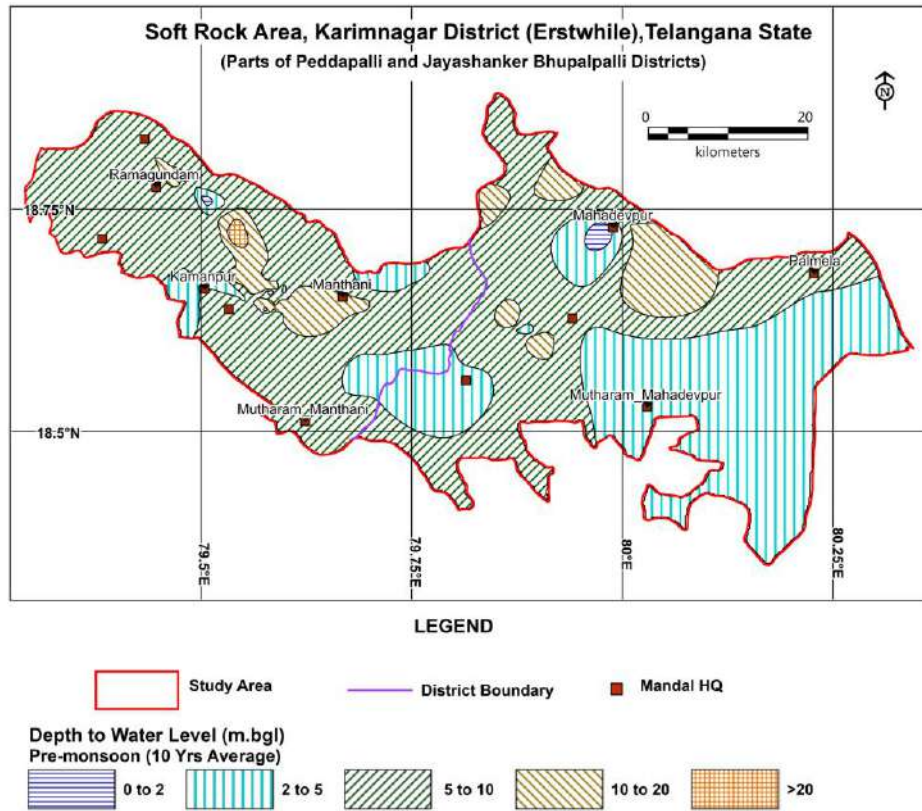 Soft Rock Area, Karimnagar District (Erstwhile),Telangana State
(Parts of Peddapalli and Jayashanker Bhupalpalli Districts)
N
0 20
kilometers
Ramagundam
18.75°N
Mahadevpur
Palmela
Kamanpur
Manthani
Mutharam_Manthani
Mutharam_Mahadevpur
18.5°N
79.5°E
79.75°E
80°E
80.25°E
LEGEND
Study Area
District Boundary
Mandal HQ
Depth to Water Level (m.bgl)
Pre-monsoon (10 Yrs Average)
0 to 2
2 to 5
5 to 10
10 to 20
>20